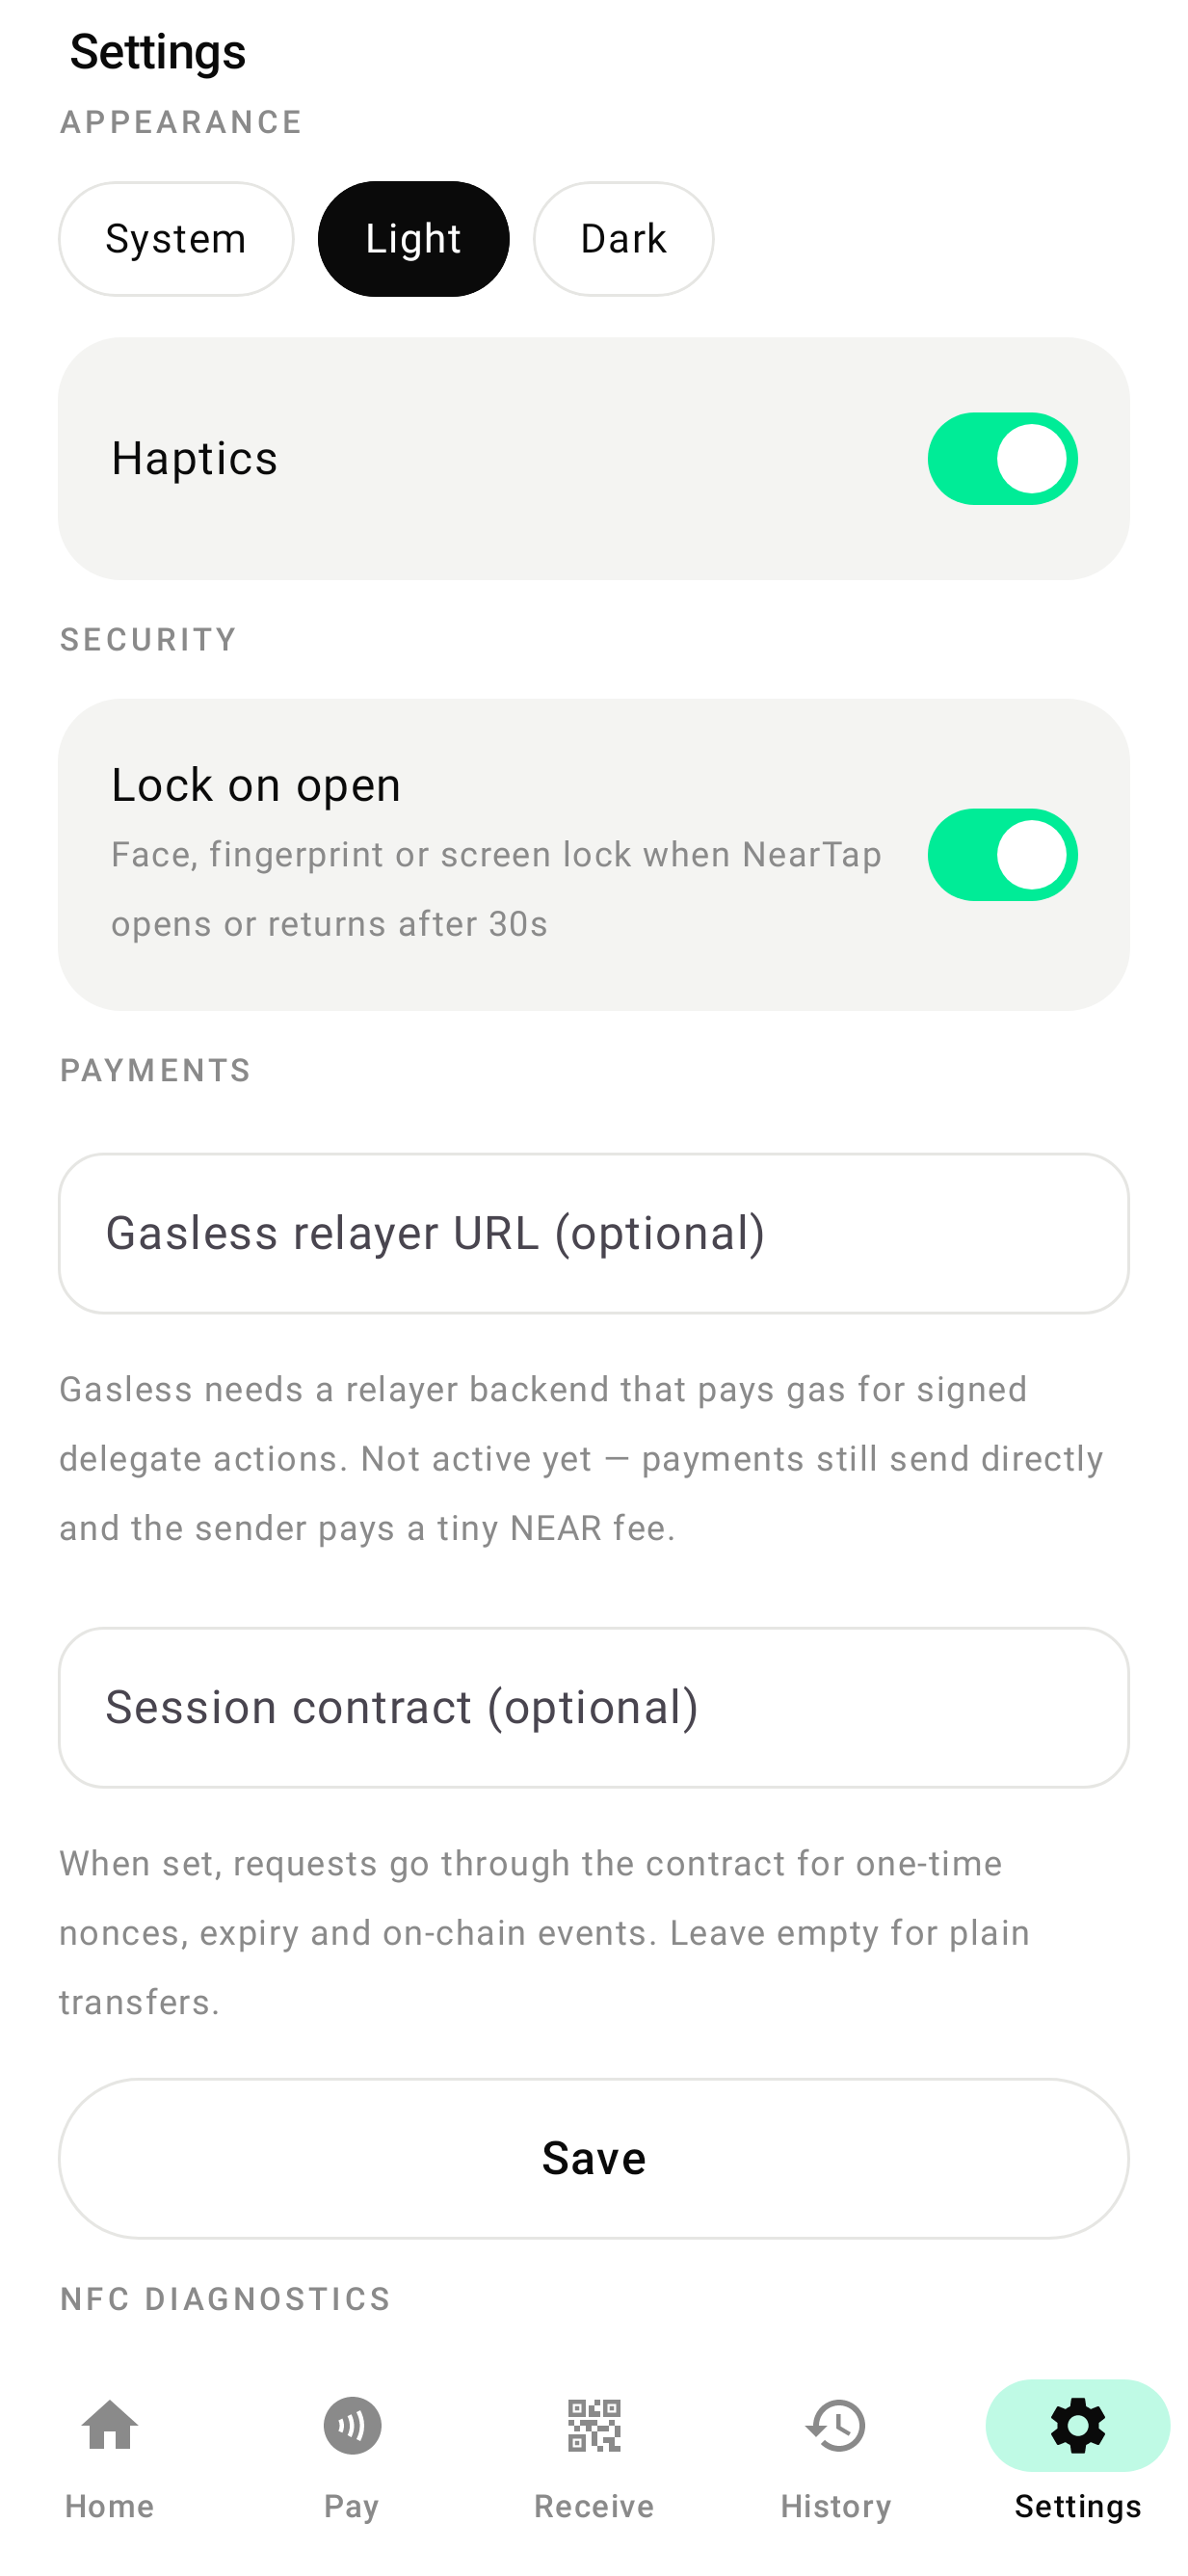 Settings
APPEARANCE
System
Light
Dark
Haptics
SECURITY
Lock on open
Face, fingerprint or screen lock when NearTap
opens or returns after 30s
PAYMENTS
Gasless relayer URL (optional)
Gasless needs a relayer backend that pays gas for signed
delegate actions. Not active yet — payments still send directly
and the sender pays a tiny NEAR fee.
Session contract (optional)
When set, requests go through the contract for one-time
nonces, expiry and on-chain events. Leave empty for plain
transfers.
Save
NFC DIAGNOSTICS
Home
Pay
Receive
History
Settings